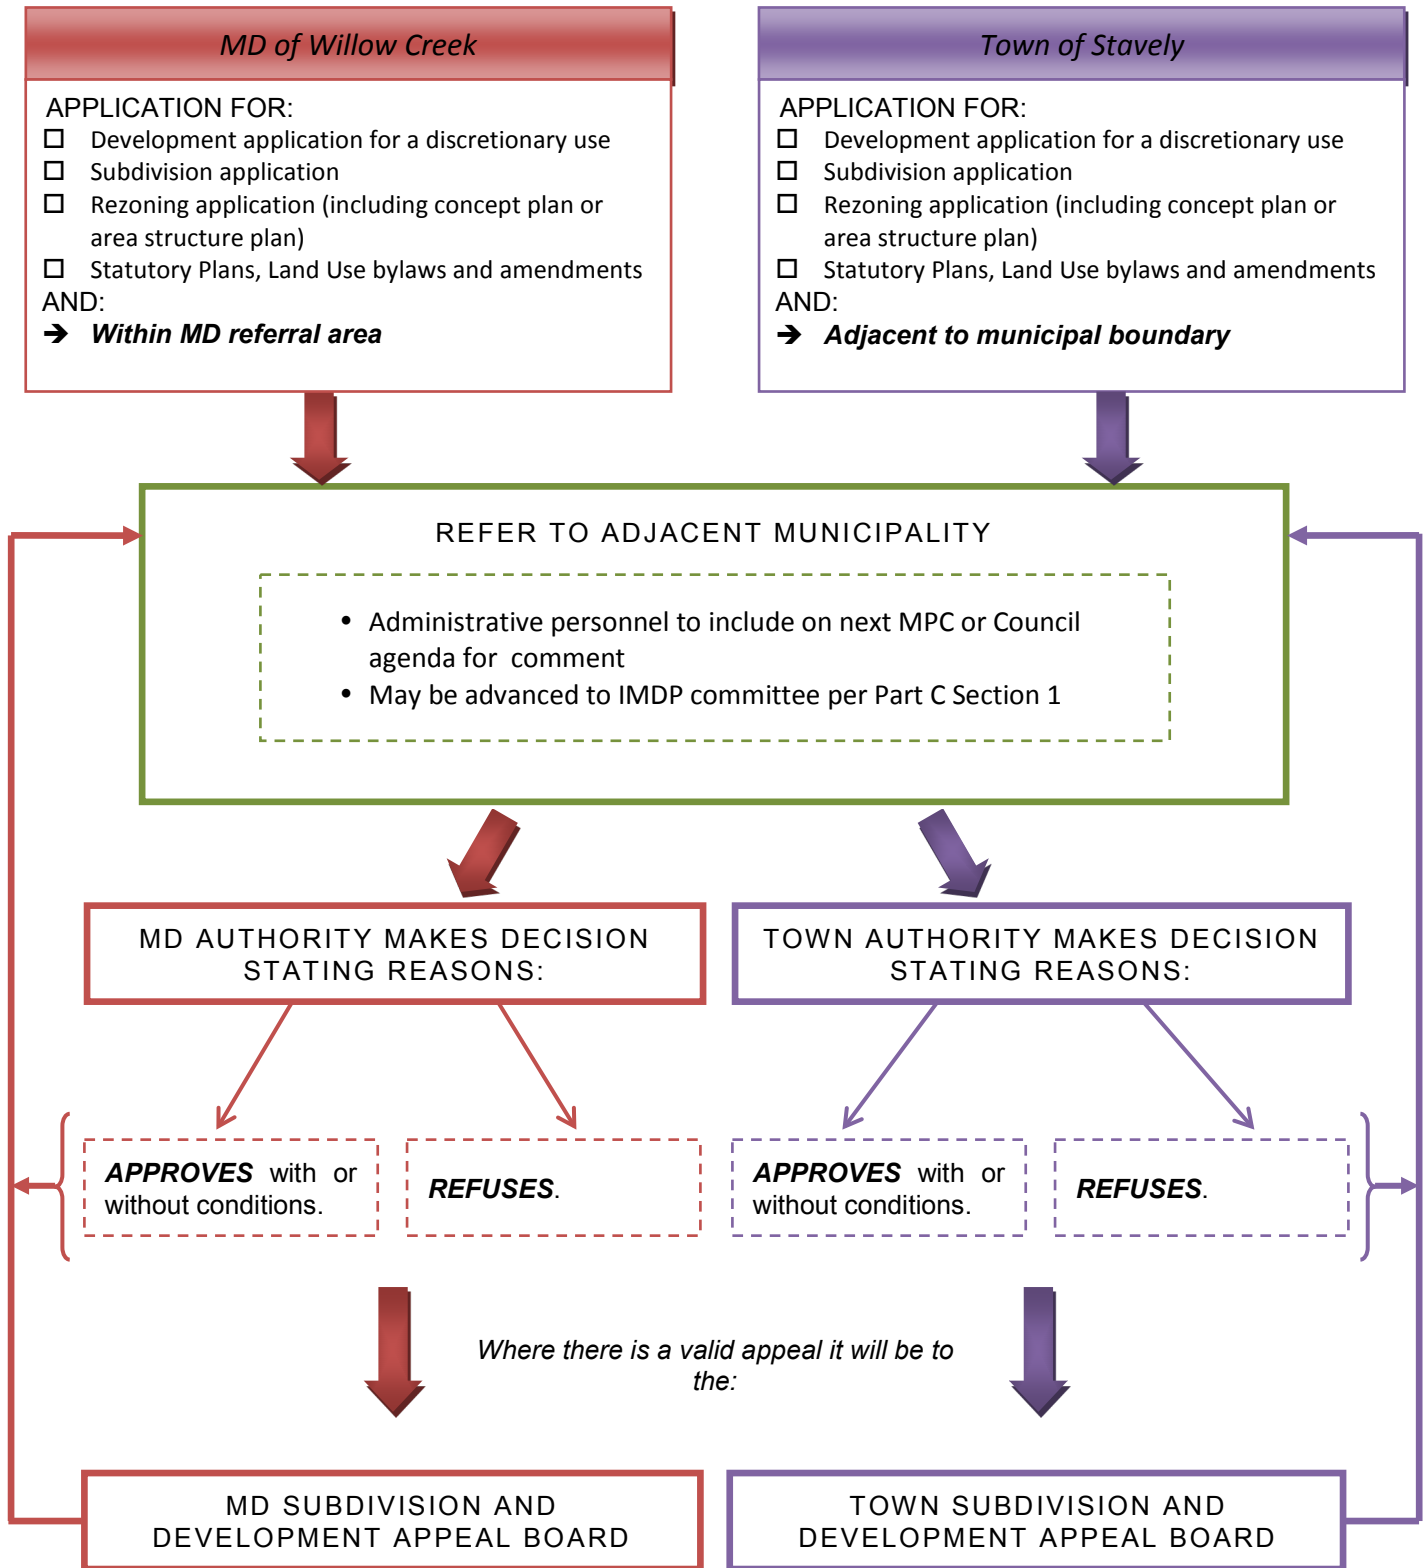 MD of Willow Creek
APPLICATION FOR:
☐ Development application for a discretionary use
☐ Subdivision application
☐ Rezoning application (including concept plan or
area structure plan)
☐ Statutory Plans, Land Use bylaws and amendments
AND:
➔ Within MD referral area
Town of Stavely
APPLICATION FOR:
☐ Development application for a discretionary use
☐ Subdivision application
☐ Rezoning application (including concept plan or
area structure plan)
☐ Statutory Plans, Land Use bylaws and amendments
AND:
➔ Adjacent to municipal boundary
REFER TO ADJACENT MUNICIPALITY
• Administrative personnel to include on next MPC or Council
agenda for comment
• May be advanced to IMDP committee per Part C Section 1
MD AUTHORITY MAKES DECISION
STATING REASONS:
TOWN AUTHORITY MAKES DECISION
STATING REASONS:
APPROVES with or
without conditions.
REFUSES.
APPROVES with or
without conditions.
REFUSES.
Where there is a valid appeal it will be to
the:
MD SUBDIVISION AND
DEVELOPMENT APPEAL BOARD
TOWN SUBDIVISION AND
DEVELOPMENT APPEAL BOARD